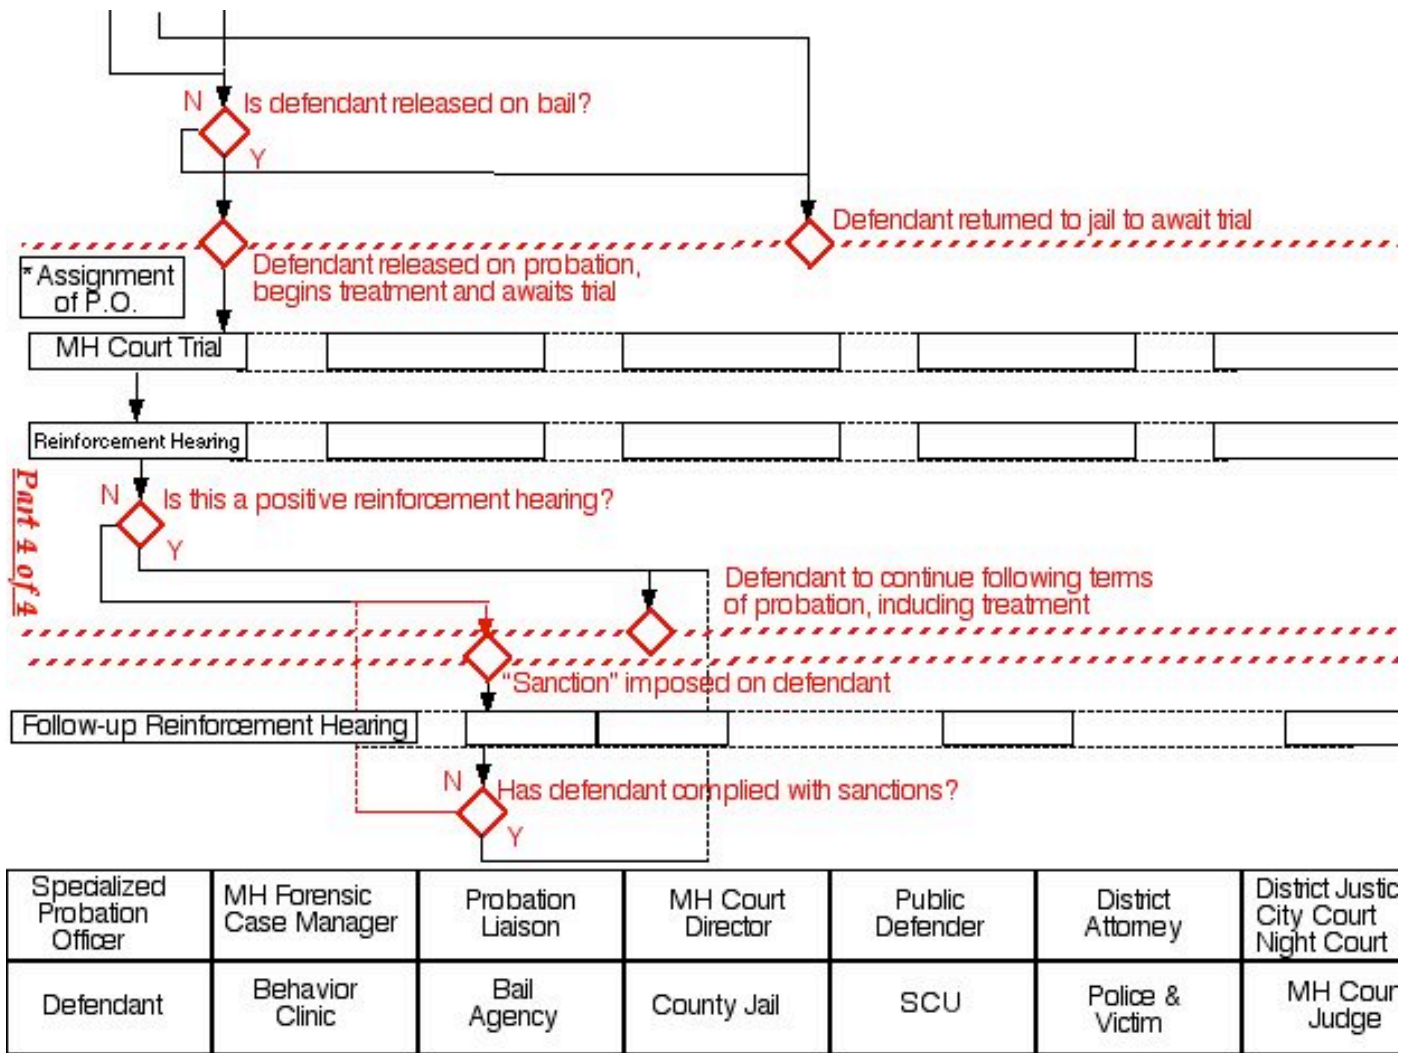 N
Is defendant released on bail?
Y
Defendant returned to jail to await trial
Defendant released on probation,
begins treatment and awaits trial
* Assignment
of P.O.
MH Court Trial
Reinforcement Hearing
Part 4 of 4
N
Is this a positive reinforcement hearing?
Y
Defendant to continue following terms
of probation, including treatment
"Sanction" imposed on defendant
Follow-up Reinforcement Hearing
N
Has defendant complied with sanctions?
Y
Specialized
Probation
Officer
MH Forensic
Case Manager
Probation
Liaison
MH Court
Director
Public
Defender
District
Attorney
District Justic
City Court
Night Court
Defendant
Behavior
Clinic
Bail
Agency
County Jail
SCU
Police &
Victim
MH Cour
Judge